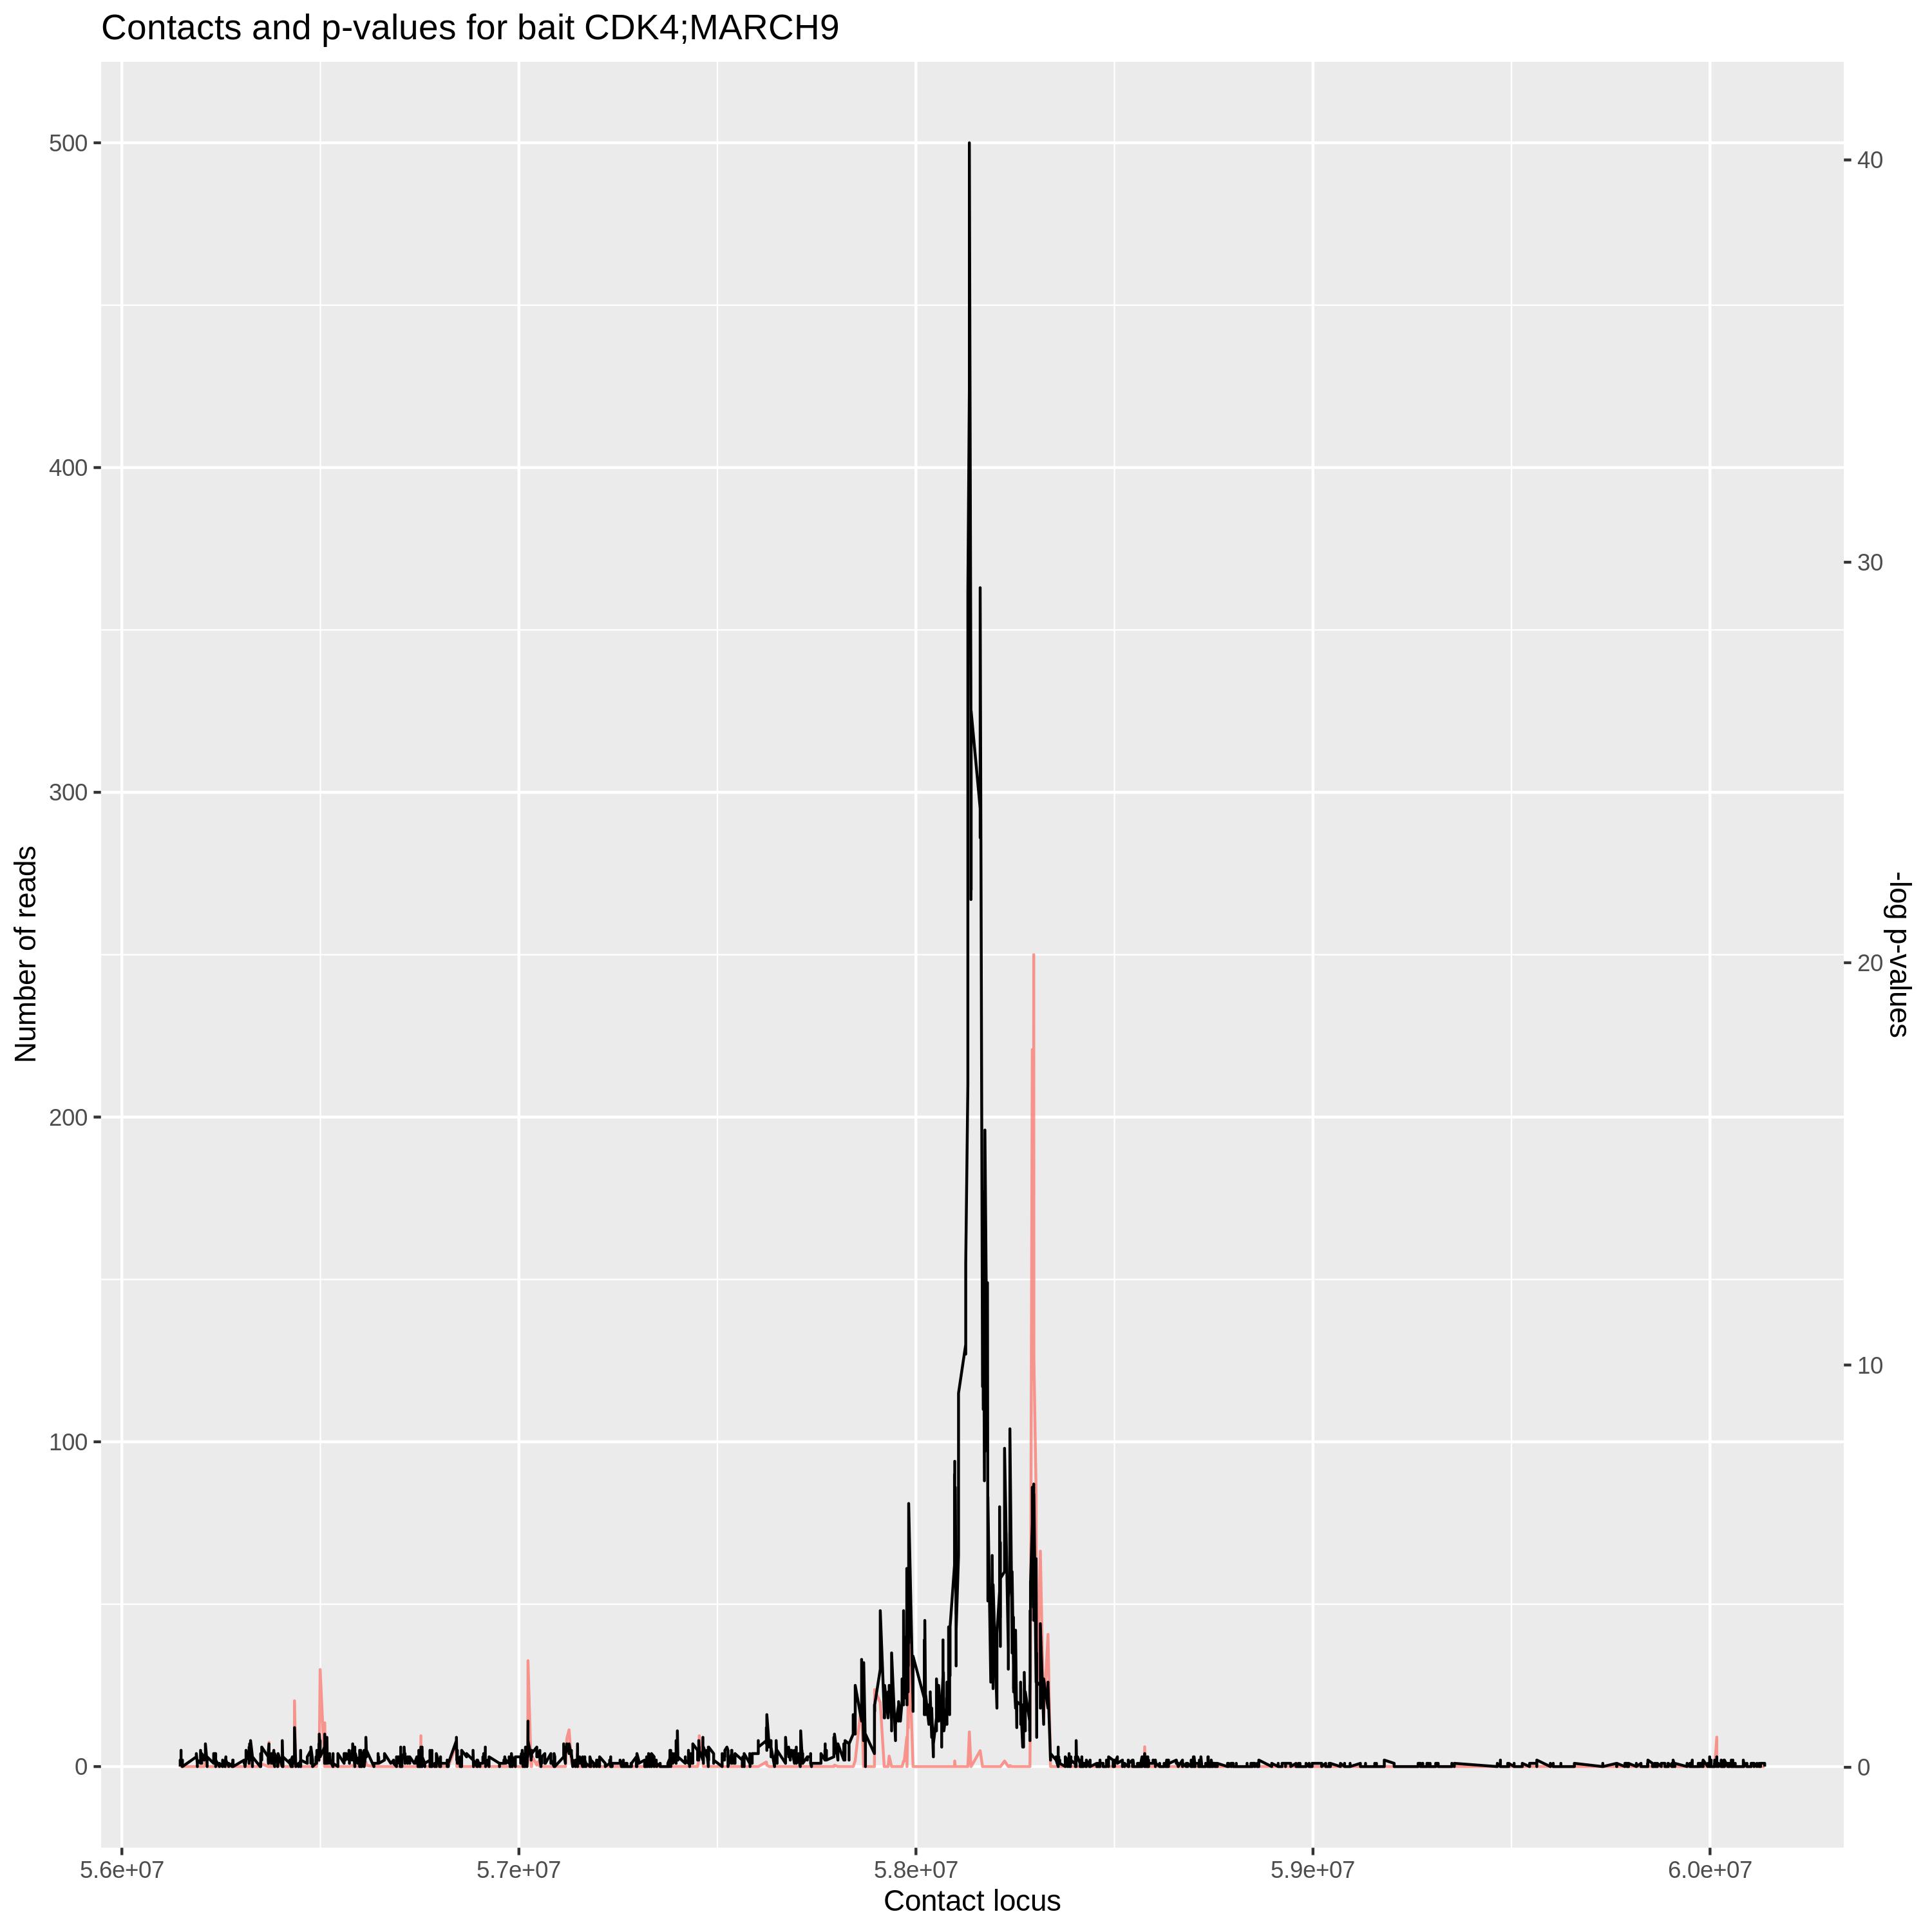 Contacts and p-values for bait CDK4;MARCH9
500
400
300
200
100
0
Number of reads
40
30
20
10
0
-log p-values
5.6e+07
5.7e+07
5.8e+07
5.9e+07
6.0e+07
Contact locus